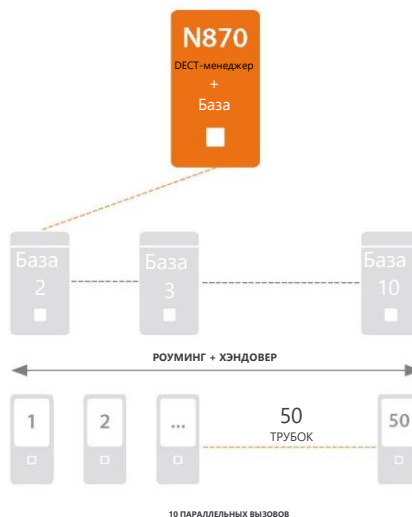 N870
DECT-менеджер
+
База
База База База
2 3 10
РОУМИНГ + ХЭНДОВЕР
1 2 ... 50 50
ТРУБОК
10 ПАРАЛЛЕЛЬНЫХ ВЫЗОВОВ